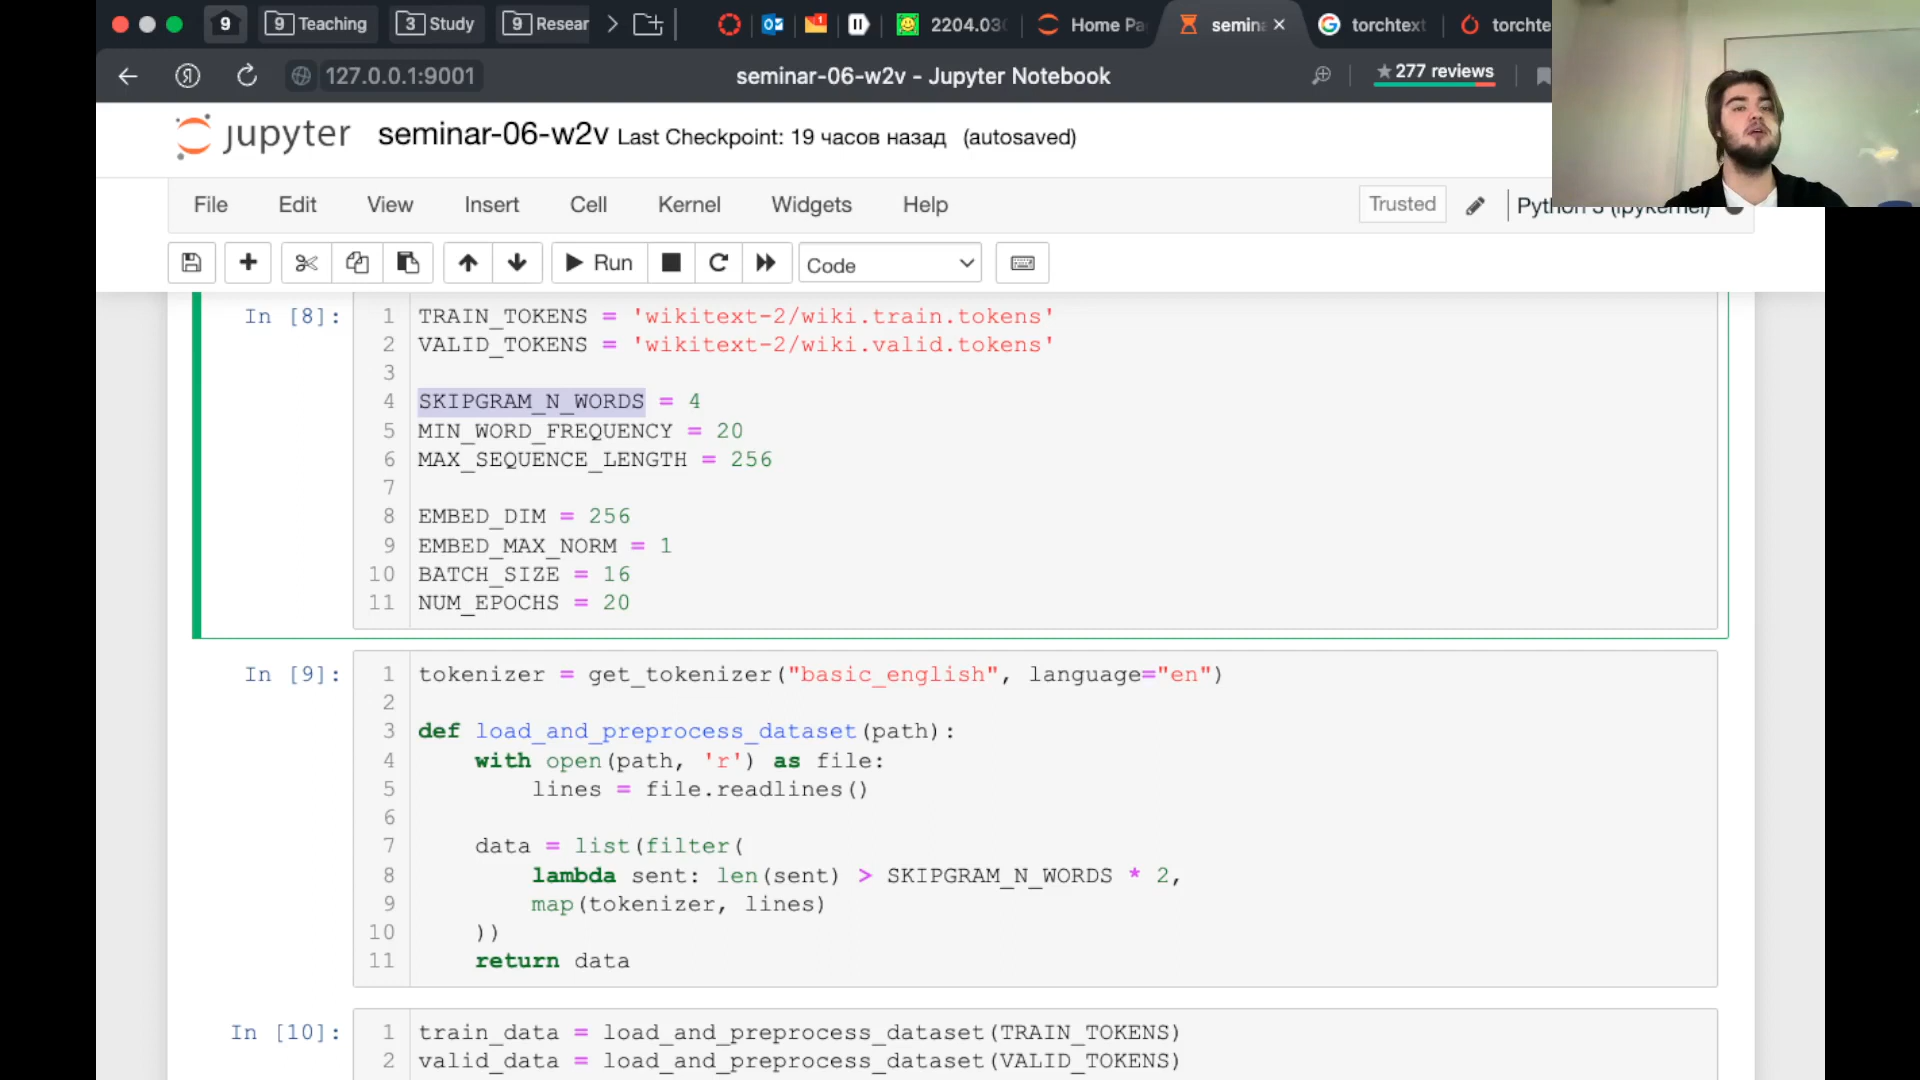 9 9 Teaching 3 Study 9 Resear 2204.03 Home Pa semina torchtext torchte
127.0.0.1:9001 seminar-06-w2v - Jupyter Notebook ★277 reviews
jupyter seminar-06-w2v Last Checkpoint: 19 часов назад (autosaved)
File Edit View Insert Cell Kernel Widgets Help Trusted Python 3 (ipykernel)
Run Code
In [8]:
1 TRAIN_TOKENS = 'wikitext-2/wiki.train.tokens'
2 VALID_TOKENS = 'wikitext-2/wiki.valid.tokens'
3
4 SKIPGRAM_N_WORDS = 4
5 MIN_WORD_FREQUENCY = 20
6 MAX_SEQUENCE_LENGTH = 256
7
8 EMBED_DIM = 256
9 EMBED_MAX_NORM = 1
10 BATCH_SIZE = 16
11 NUM_EPOCHS = 20
In [9]:
1 tokenizer = get_tokenizer("basic_english", language="en")
2
3 def load_and_preprocess_dataset(path):
4     with open(path, 'r') as file:
5         lines = file.readlines()
6
7     data = list(filter(
8         lambda sent: len(sent) > SKIPGRAM_N_WORDS * 2,
9         map(tokenizer, lines)
10     ))
11     return data
In [10]:
1 train_data = load_and_preprocess_dataset(TRAIN_TOKENS)
2 valid_data = load_and_preprocess_dataset(VALID_TOKENS)